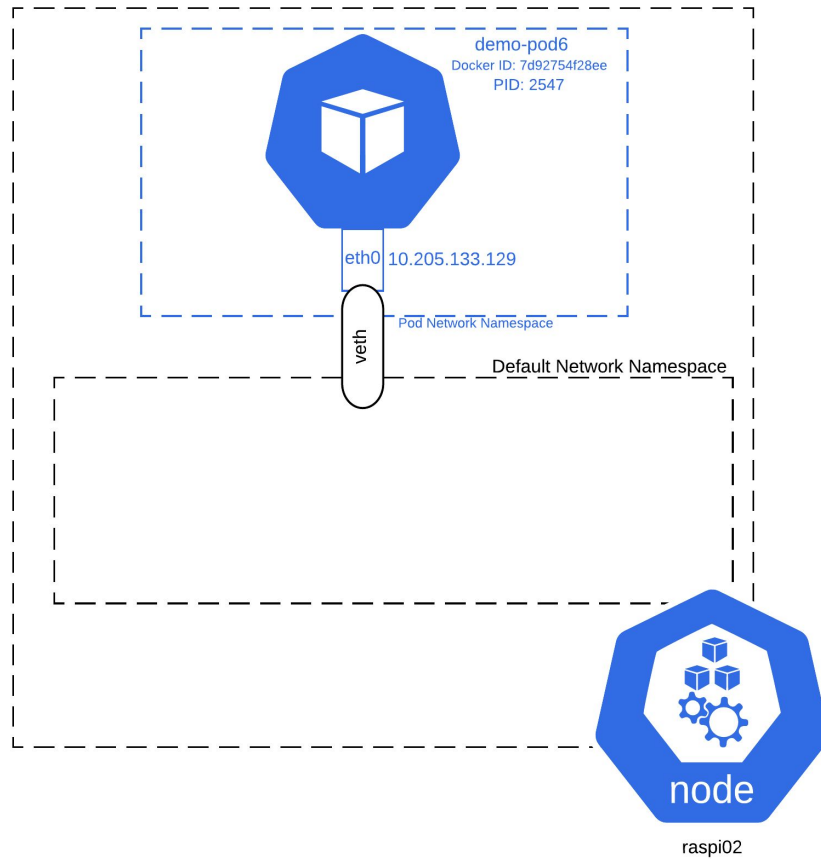 demo-pod6
Docker ID: 7d92754f28ee
PID: 2547
eth0 10.205.133.129
Pod Network Namespace
veth
Default Network Namespace
node
raspi02